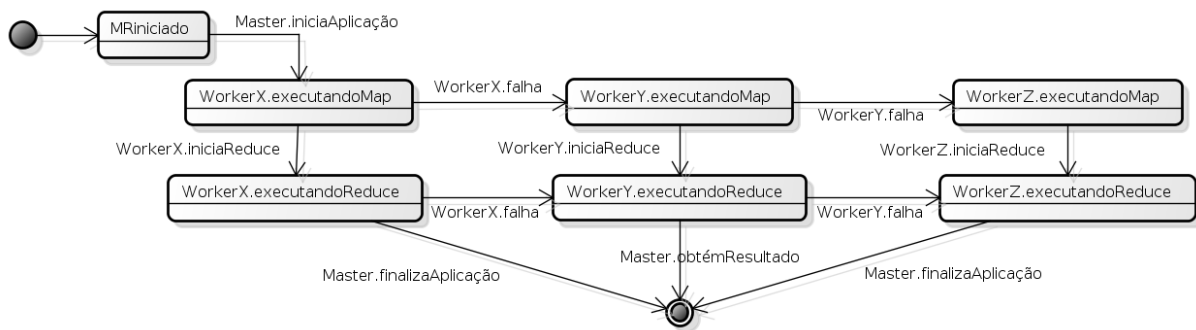 MRiniciado
Master.iniciaAplicação
WorkerX.executandoMap
WorkerX.falha
WorkerY.executandoMap
WorkerY.falha
WorkerZ.executandoMap
WorkerX.iniciaReduce
WorkerY.iniciaReduce
WorkerZ.iniciaReduce
WorkerX.executandoReduce
WorkerX.falha
WorkerY.executandoReduce
WorkerY.falha
WorkerZ.executandoReduce
Master.finalizaAplicação
Master.obtémResultado
Master.finalizaAplicação